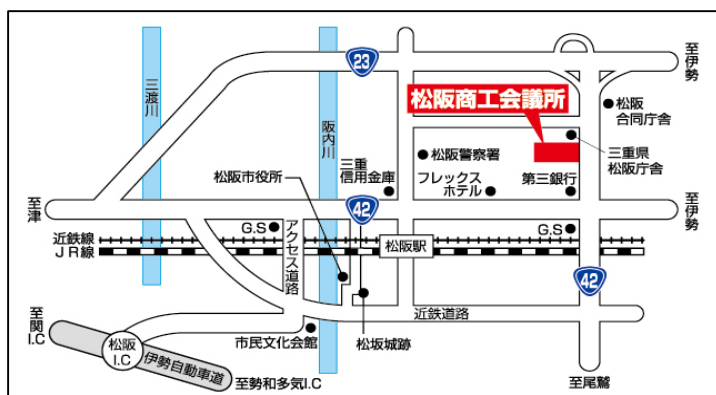 23
至伊勢
三渡川
阪内川
松阪商工会議所
松阪
合同庁舎
三重県
松阪庁舎
松阪警察署
三重
信用金庫
松阪市役所
フレックス
ホテル
第三銀行
至津
42
至伊勢
G.S
G.S
アクセス道路
近鉄線
JR線
松阪駅
42
至関
I.C
松阪
I.C
伊勢自動車道
至勢和多気I.C
市民文化会館
松坂城跡
近鉄道路
至尾鷲